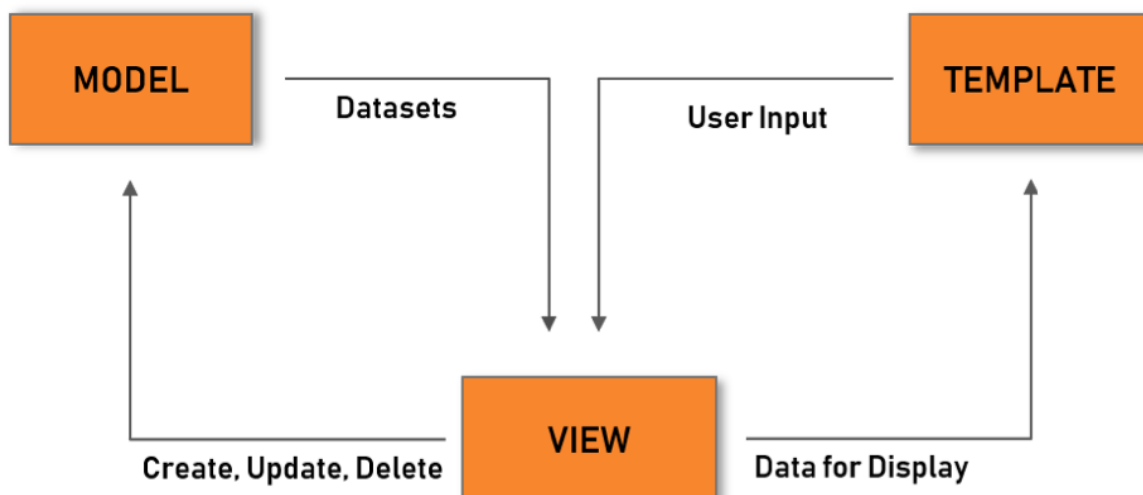 MODEL
TEMPLATE
Datasets
User Input
VIEW
Create, Update, Delete
Data for Display